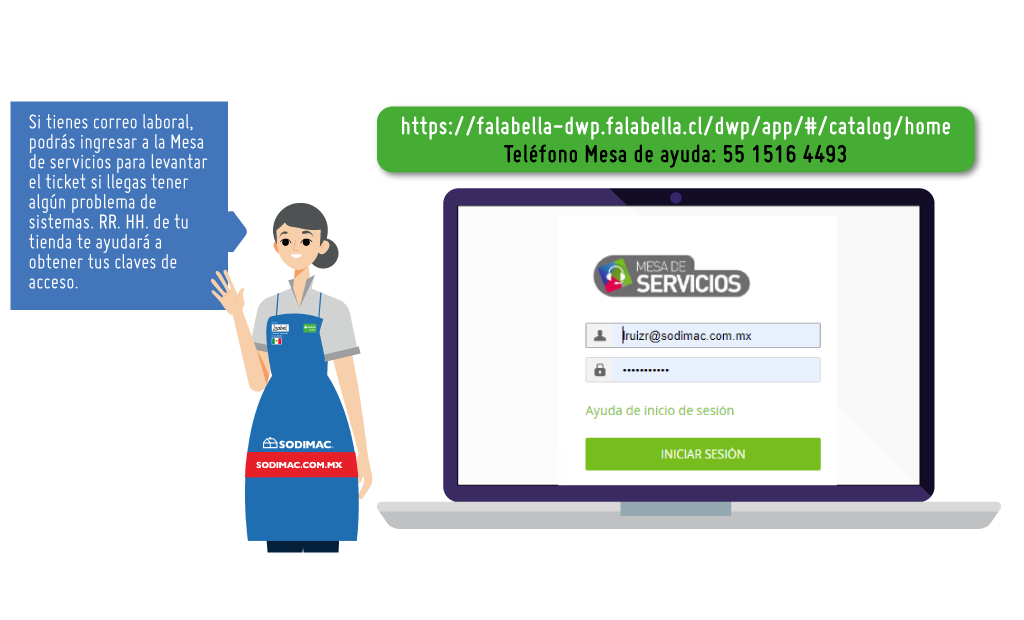 Si tienes correo laboral,
podrás ingresar a la Mesa
de servicios para levantar
el ticket si llegas tener
algún problema de
sistemas. RR. HH. de tu
tienda te ayudará a
obtener tus claves de
acceso.
https://falabella-dwp.falabella.cl/dwp/app/#/catalog/home
Teléfono Mesa de ayuda: 55 1516 4493
MESA DE
SERVICIOS
lruizr@sodimac.com.mx
•••••••••••
Ayuda de inicio de sesión
INICIAR SESIÓN
SODIMAC.
SODIMAC.COM.MX